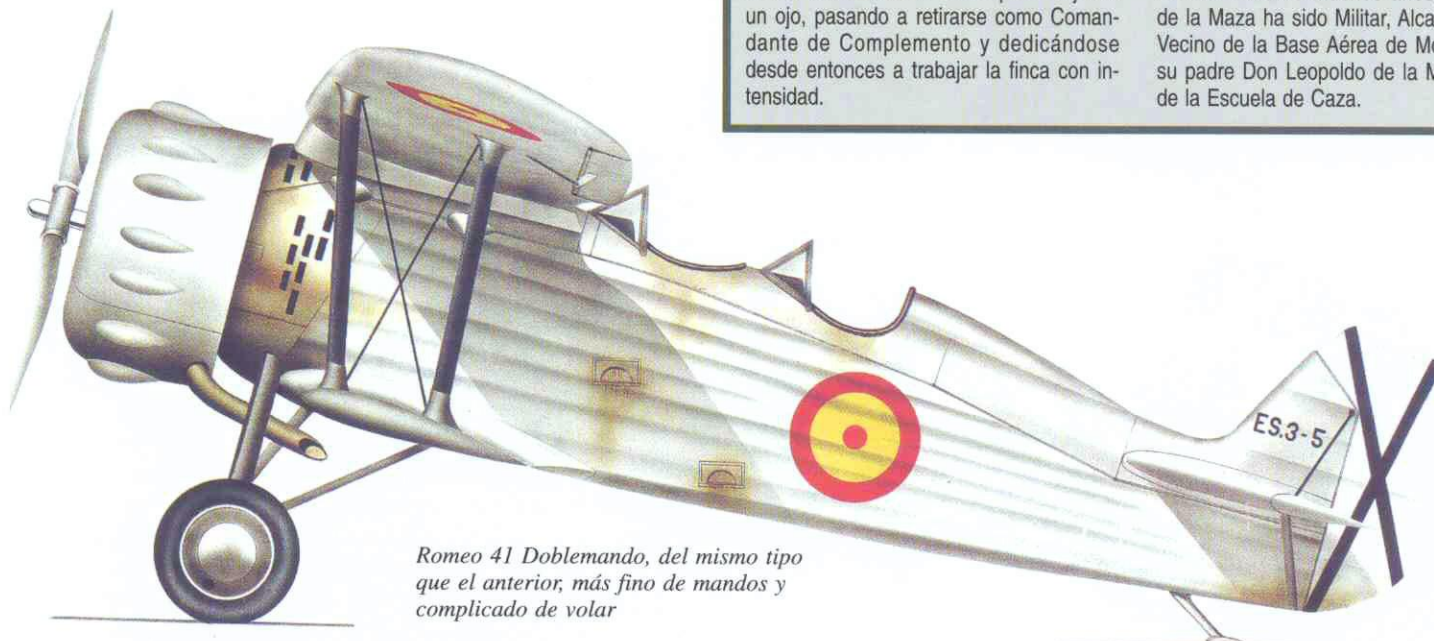 un ojo, pasando a retirarse como Coman-
dante de Complemento y dedicándose
desde entonces a trabajar la finca con in-
tensidad.
de la Maza ha sido Militar,
Vecino de la Base Aérea de
su padre Don Leopoldo de la
de la Escuela de Caza.
ES.3-5
Romeo 41 Doblemando, del mismo tipo
que el anterior, más fino de mandos y
complicado de volar